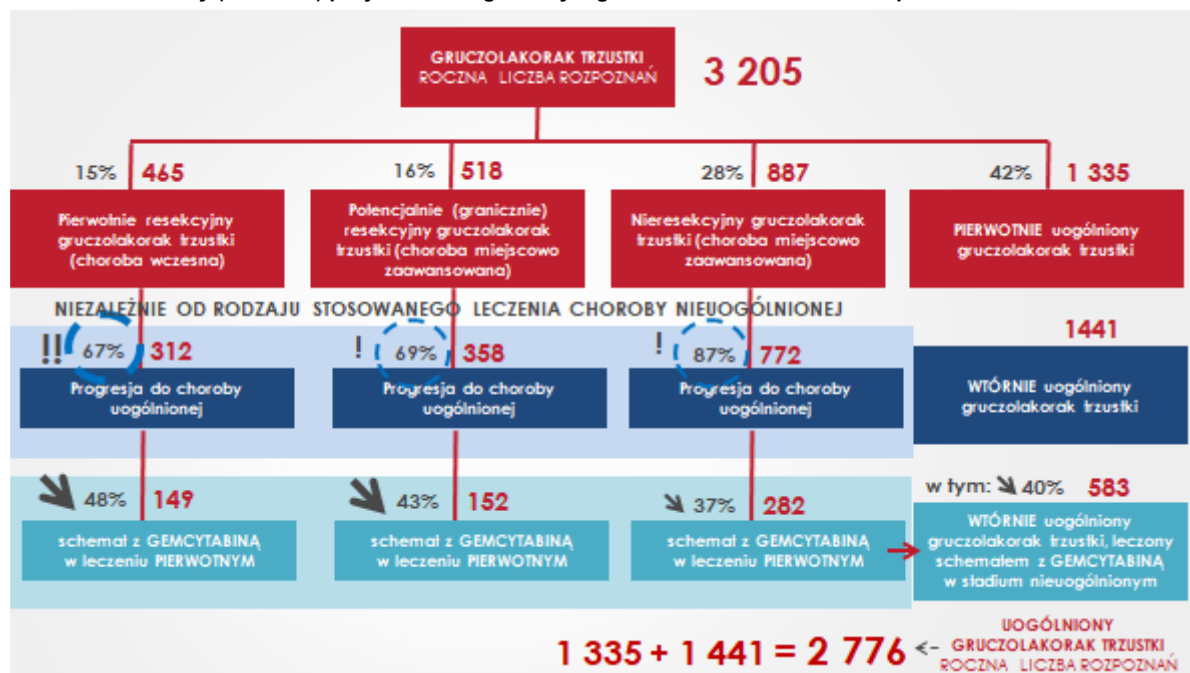 GRUCZOLAKORAK TRZUSTKI
ROCZNA LICZBA ROZPOZNAŃ
3 205
15% 465
16% 518
28% 887
42% 1 335
Pierwotnie resekcyjny
gruczolakorak trzustki
(choroba wczesna)
Potencjalnie (granicznie)
resekcyjny gruczolakorak
trzustki (choroba miejscowo
zaawansowana)
Nieresekcyjny gruczolakorak
trzustki (choroba miejscowo
zaawansowana)
PIERWOTNIE uogólniony
gruczolakorak trzustki
NIEZALEŻNIE OD RODZAJU STOSOWANEGO LECZENIA CHOROBY NIEUOGÓLNIONEJ
!! 67% 312
! 69% 358
! 87% 772
1441
Progresja do choroby
uogólnionej
Progresja do choroby
uogólnionej
Progresja do choroby
uogólnionej
WTÓRNIE uogólniony
gruczolakorak trzustki
48% 149
43% 152
37% 282
w tym: 40% 583
schemat z GEMCYTABINĄ
w leczeniu PIERWOTNYM
schemat z GEMCYTABINĄ
w leczeniu PIERWOTNYM
schemat z GEMCYTABINĄ
w leczeniu PIERWOTNYM
WTÓRNIE uogólniony
gruczolakorak trzustki, leczony
schematem z GEMCYTABINĄ
w stadium nieuogólnionym
1 335 + 1 441 = 2 776
UOGÓLNIONY
GRUCZOLAKORAK TRZUSTKI
ROCZNA LICZBA ROZPOZNAŃ